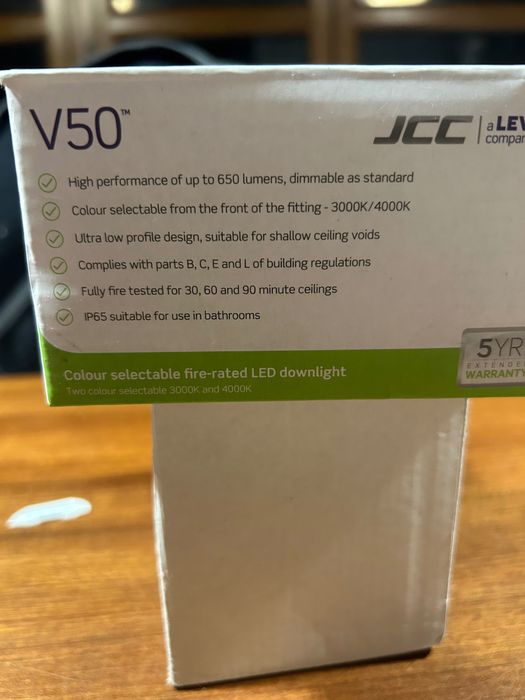 V50™
JCC | a
High performance of up to 650 lumens, dimmable as standard
Colour selectable from the front of the fitting - 3000K/4000K
Ultra low profile design, suitable for shallow ceiling voids
Complies with parts B, C, E and L of building regulations
Fully fire tested for 30, 60 and 90 minute ceilings
IP65 suitable for use in bathrooms
5YR
EXTENDED
WARRANTY
Colour selectable fire-rated LED downlight
Two colour selectable 3000K and 4000K